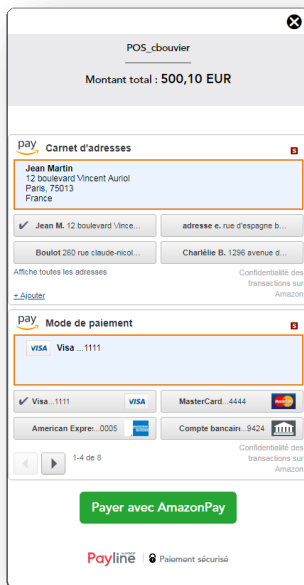 POS_cbouvier
Montant total : 500,10 EUR
pay Carnet d'adresses S
Jean Martin
12 boulevard Vincent Auriol
Paris, 75013
France
Jean M. 12 boulevard Vince...
adresse e. rue d'espagne b...
Boulot 260 rue claude-nicol...
Charlélie B. 1296 avenue d...
Affiche toutes les adresses
Confidentialité des
transactions sur
Amazon
+ Ajouter
pay Mode de paiement S
VISA Visa ...1111
Visa...1111 VISA
MasterCard...4444 MasterCard
American Expre:...0005
Compte bancain...9424
1-4 de 8
Confidentialité des
transactions sur
Amazon
Payer avec AmazonPay
Payline Paiement sécurisé